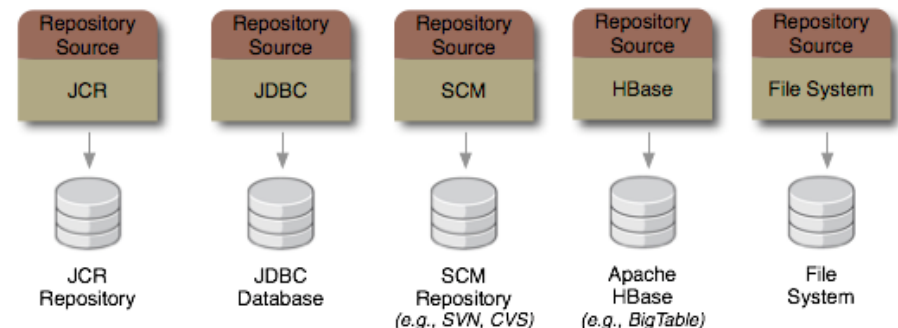 Repository
Source
JCR
Repository
Source
JDBC
Repository
Source
SCM
Repository
Source
HBase
Repository
Source
File System
JCR
Repository
JDBC
Database
SCM
Repository
(e.g., SVN, CVS)
Apache
HBase
(e.g., BigTable)
File
System